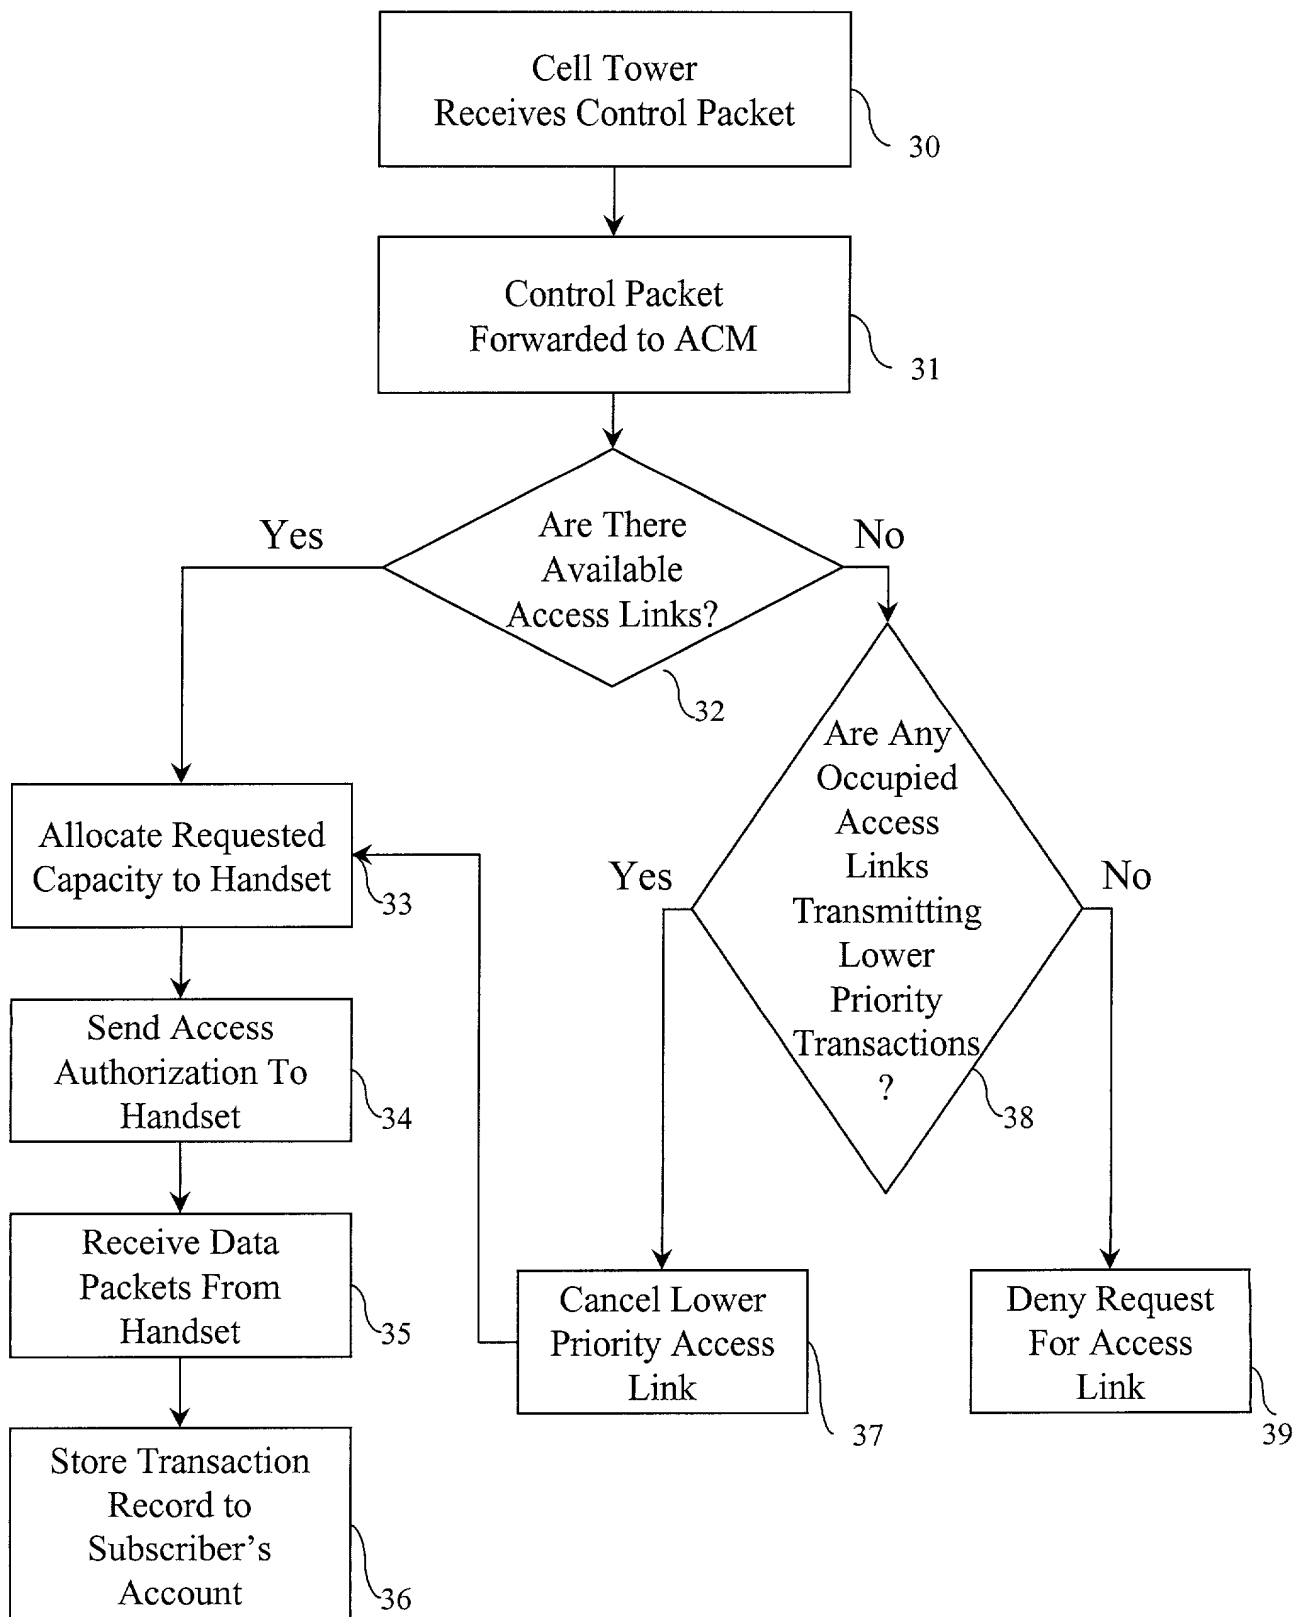 Cell Tower
Receives Control Packet
30
Control Packet
Forwarded to ACM
31
Yes
Are There
Available
Access Links?
No
32
Are Any
Occupied
Access
Links
Transmitting
Lower
Priority
Transactions
?
38
Yes
No
Allocate Requested
Capacity to Handset
33
Send Access
Authorization To
Handset
34
Receive Data
Packets From
Handset
35
Cancel Lower
Priority Access
Link
37
Deny Request
For Access
Link
39
Store Transaction
Record to
Subscriber's
Account
36